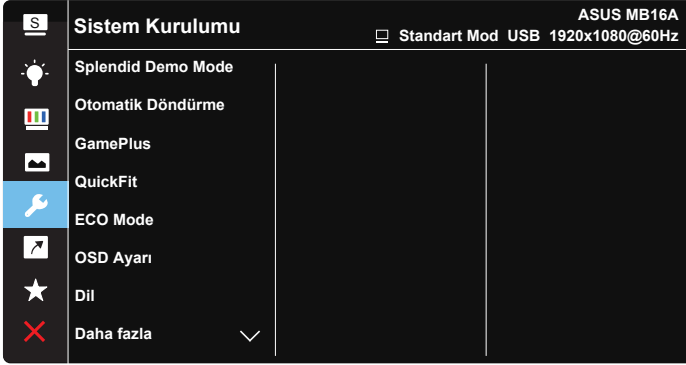 S
Sistem Kurulumu
ASUS MB16A
Standart Mod USB 1920x1080@60Hz
Splendid Demo Mode
Otomatik Döndürme
GamePlus
QuickFit
ECO Mode
OSD Ayarı
Dil
Daha fazla